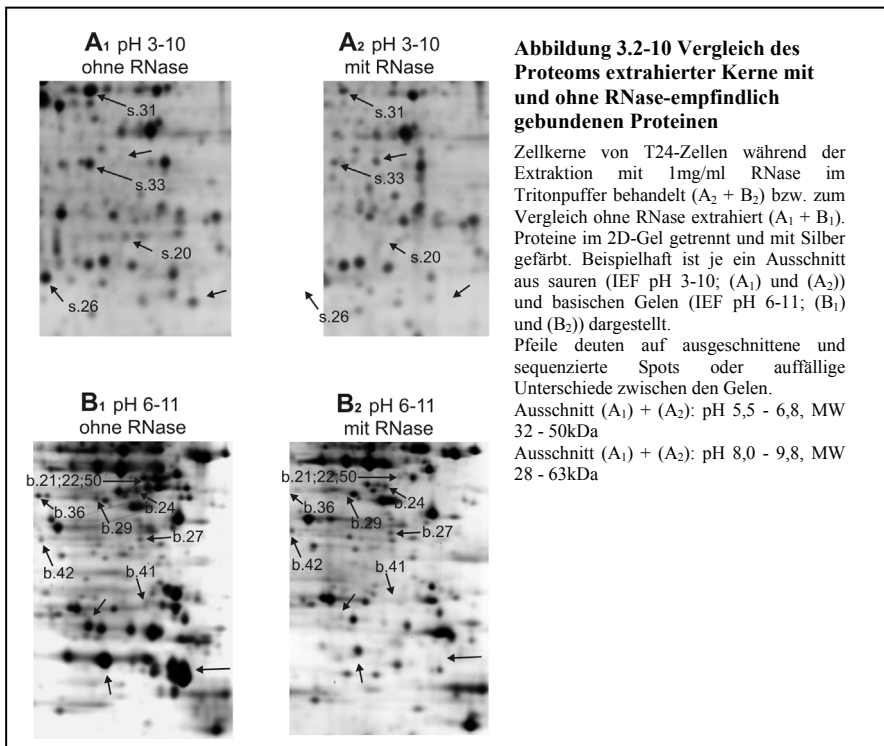 A₁ pH 3-10
ohne RNase
s.31
s.33
s.20
s.26
A₂ pH 3-10
mit RNase
s.31
s.33
s.20
s.26
B₁ pH 6-11
ohne RNase
b.21;22;50
b.24
b.36
b.29
b.27
b.42
b.41
B₂ pH 6-11
mit RNase
b.21;22;50
b.24
b.36
b.29
b.27
b.42
b.41
Abbildung 3.2-10 Vergleich des
Proteoms extrahierter Kerne mit
und ohne RNase-empfindlich
gebundenen Proteinen
Zellkerne von T24-Zellen während der
Extraktion mit 1mg/ml RNase im
Tritonpuffer behandelt (A₂ + B₂) bzw. zum
Vergleich ohne RNase extrahiert (A₁ + B₁).
Proteine im 2D-Gel getrennt und mit Silber
gefärbt. Beispielhaft ist je ein Ausschnitt
aus sauren (IEF pH 3-10; (A₁) und (A₂))
und basischen Gelen (IEF pH 6-11; (B₁)
und (B₂)) dargestellt.
Pfeile deuten auf ausgeschnittene und
sequenzierte Spots oder auffällige
Unterschiede zwischen den Gelen.
Ausschnitt (A₁) + (A₂): pH 5,5 - 6,8, MW
32 - 50kDa
Ausschnitt (A₁) + (A₂): pH 8,0 - 9,8, MW
28 - 63kDa